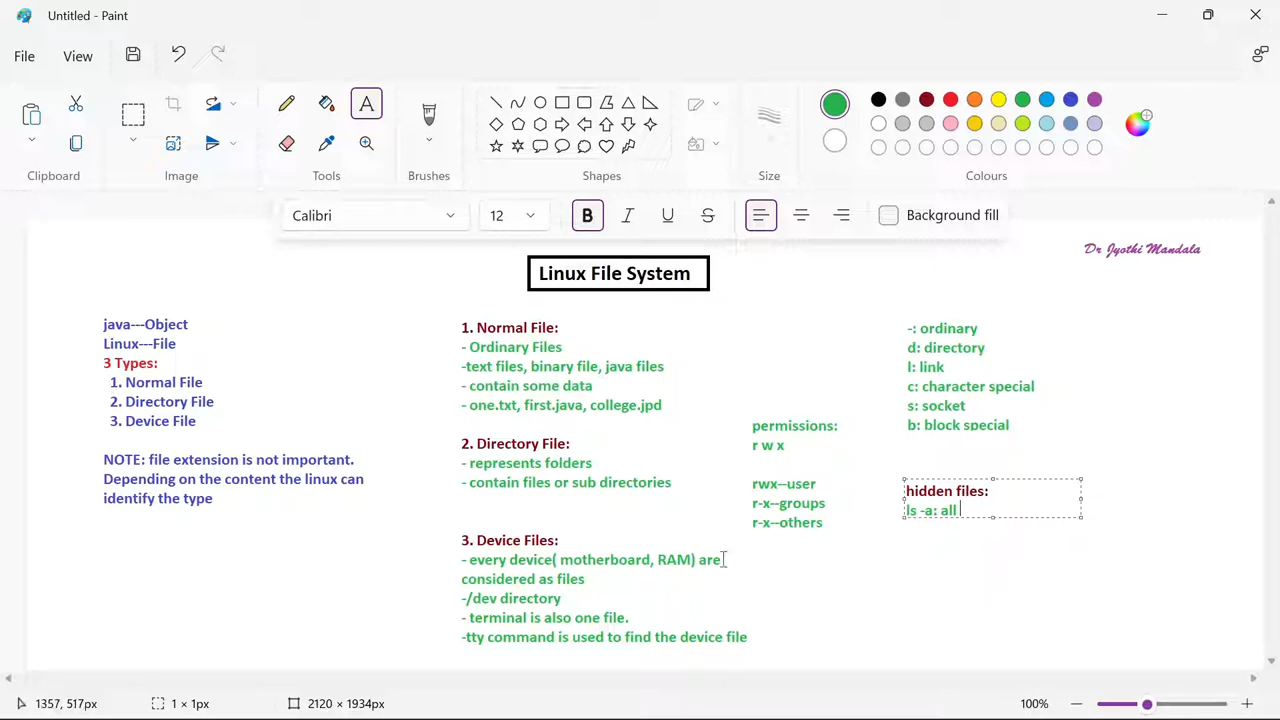 Untitled - Paint
File
View
Clipboard
Image
Tools
Brushes
Shapes
Size
Colours
Calibri
12
B
I
U
S
Background fill
Dr Jyothi Mandala
Linux File System
java---Object
Linux---File
3 Types:
1. Normal File
2. Directory File
3. Device File
NOTE: file extension is not important.
Depending on the content the linux can
identify the type
1. Normal File:
- Ordinary Files
-text files, binary file, java files
- contain some data
- one.txt, first.java, college.jpd
2. Directory File:
- represents folders
- contain files or sub directories
3. Device Files:
- every device( motherboard, RAM) are
considered as files
-/dev directory
- terminal is also one file.
-tty command is used to find the device file
permissions:
r w x
rwx--user
r-x--groups
r-x--others
-: ordinary
d: directory
l: link
c: character special
s: socket
b: block special
hidden files:
ls -a: all
1357, 517px
1 × 1px
2120 × 1934px
100%